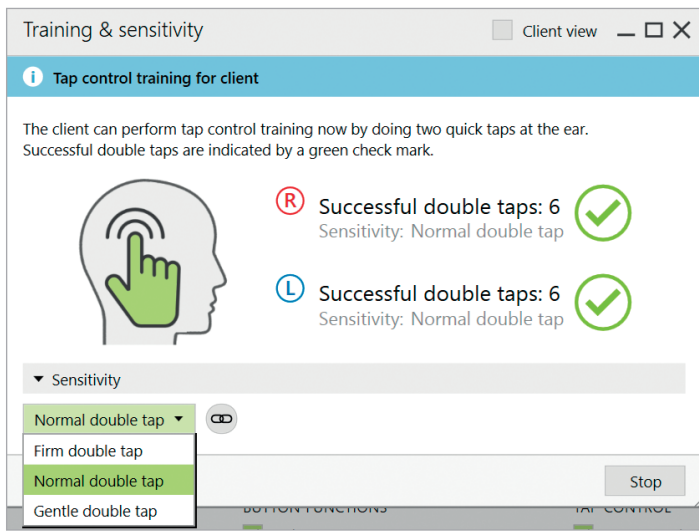 Training & sensitivity
Client view
i Tap control training for client
The client can perform tap control training now by doing two quick taps at the ear.
Successful double taps are indicated by a green check mark.
R Successful double taps: 6
Sensitivity: Normal double tap
L Successful double taps: 6
Sensitivity: Normal double tap
Sensitivity
Normal double tap
Firm double tap
Normal double tap
Gentle double tap
Stop
BUTTON FUNCTIONS
TAP CONTROL